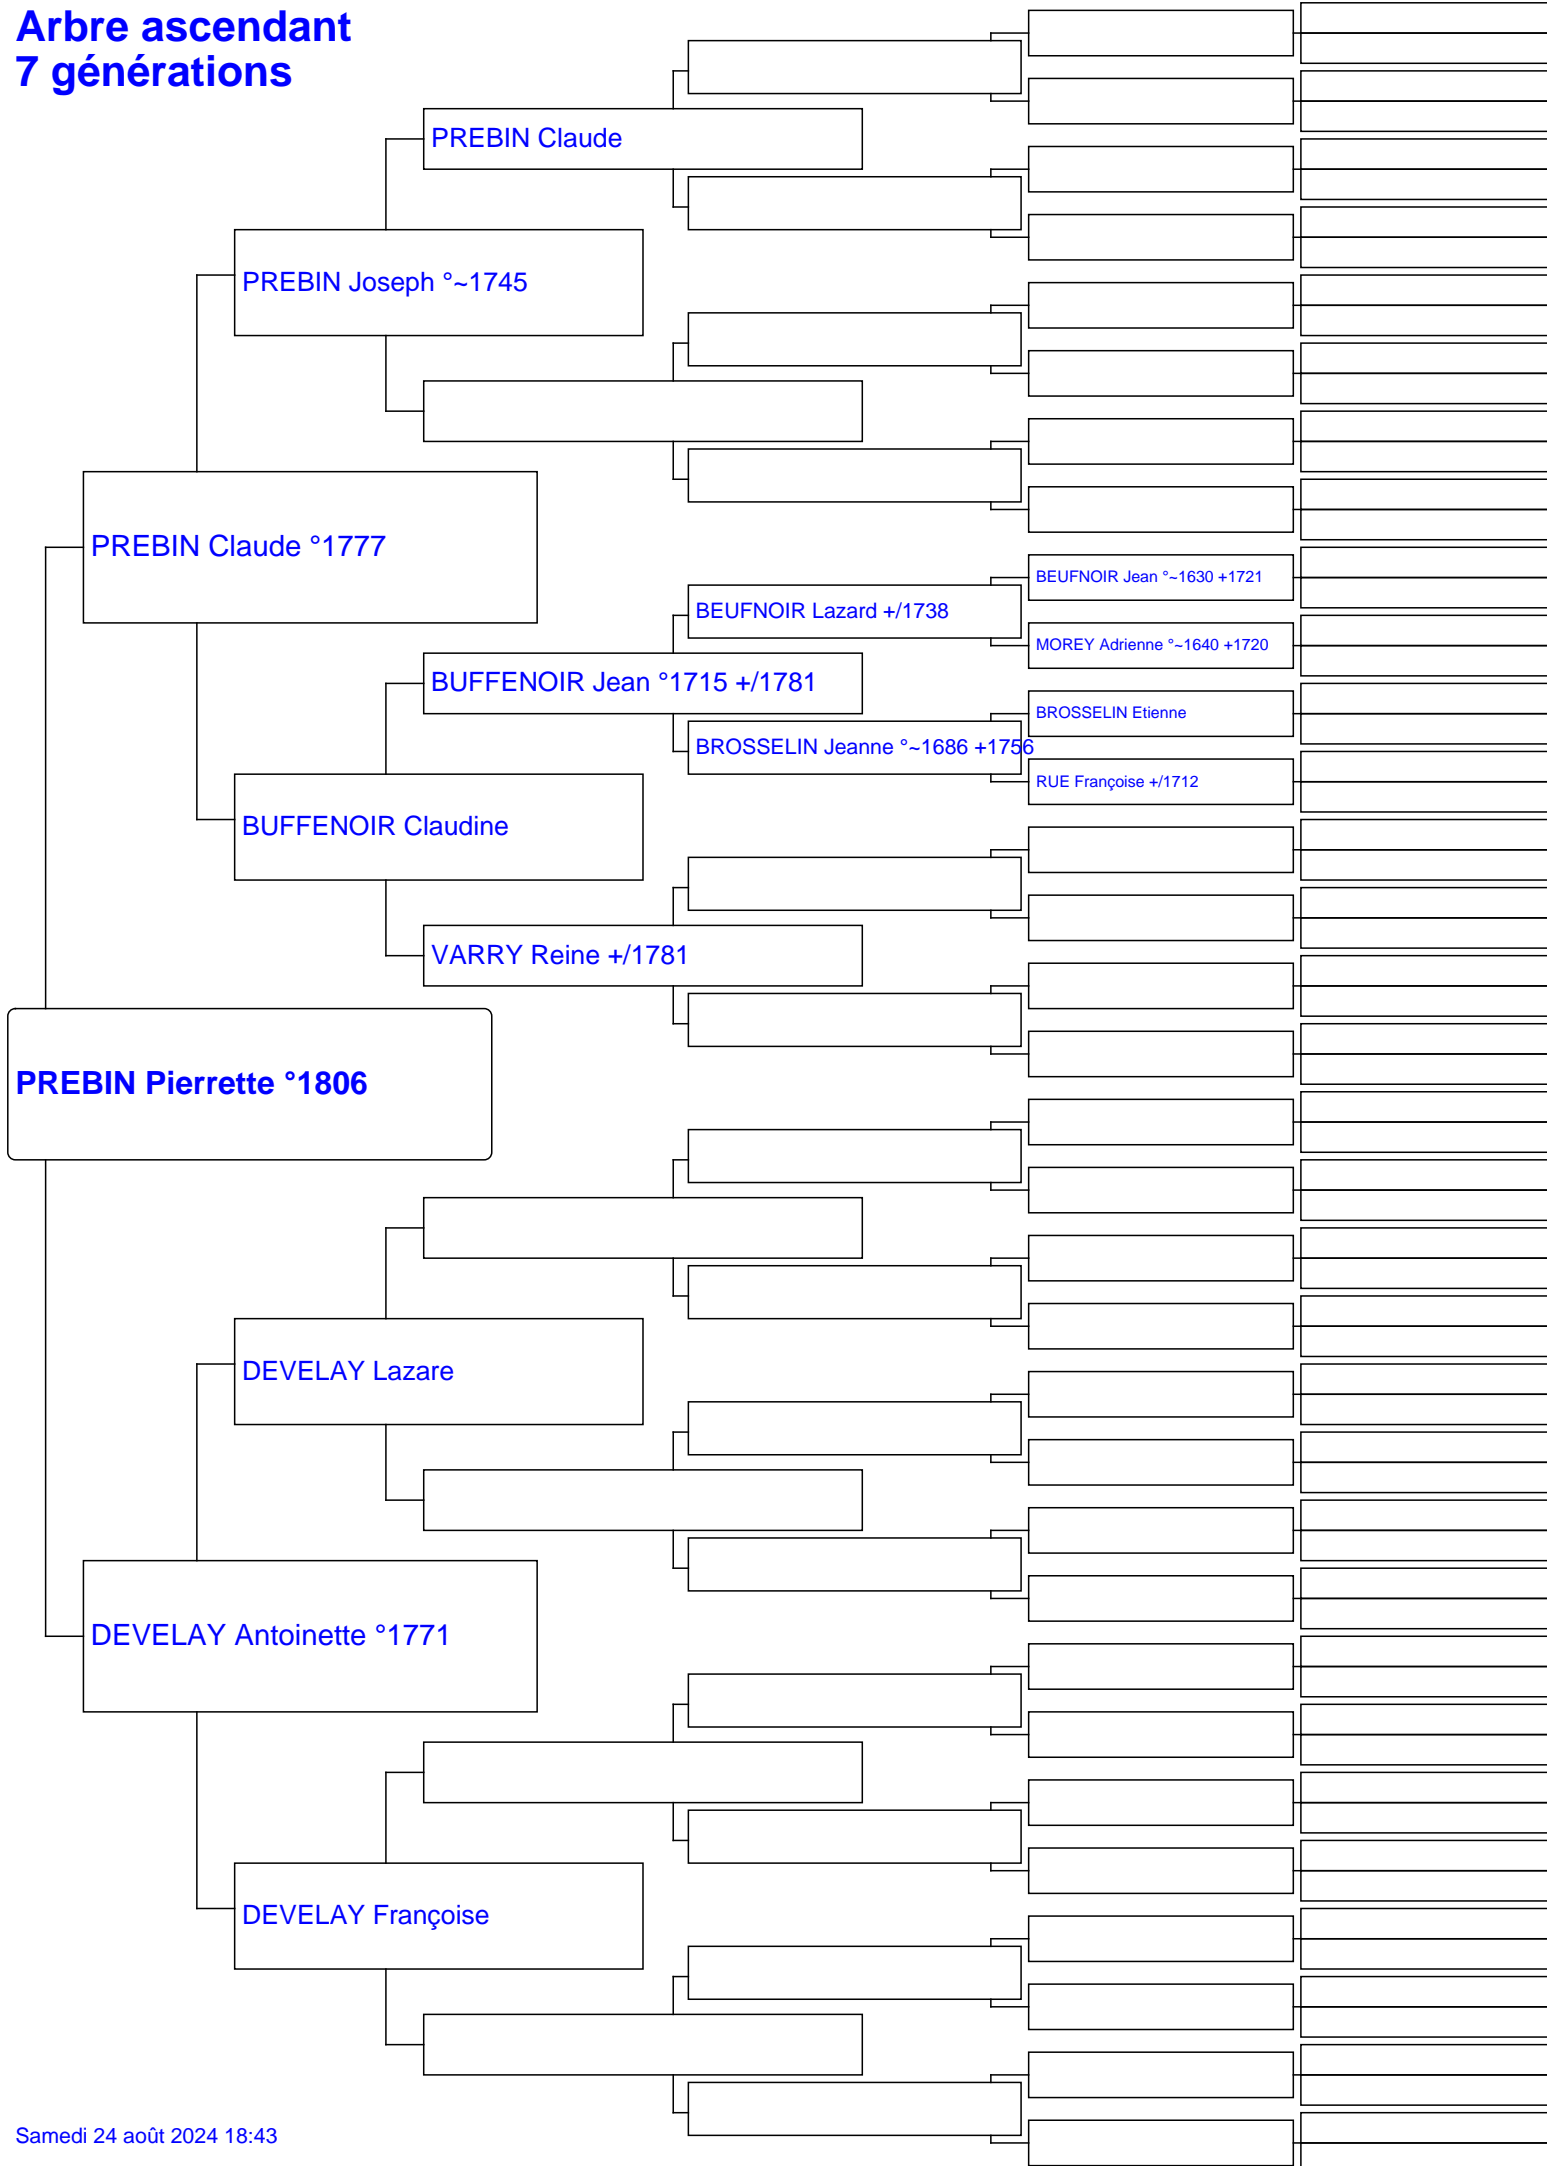 Arbre ascendant
7 générations
PREBIN Claude
PREBIN Joseph °~1745
PREBIN Claude °1777
BEUFNOIR Jean °~1630 +1721
BEUFNOIR Lazard +/1738
MOREY Adrienne °~1640 +1720
BUFFENOIR Jean °1715 +/1781
BROSSELIN Etienne
BROSSELIN Jeanne °~1686 +1756
RUE Françoise +/1712
BUFFENOIR Claudine
VARRY Reine +/1781
PREBIN Pierrette °1806
DEVELAY Lazare
DEVELAY Antoinette °1771
DEVELAY Françoise
Samedi 24 août 2024 18:43